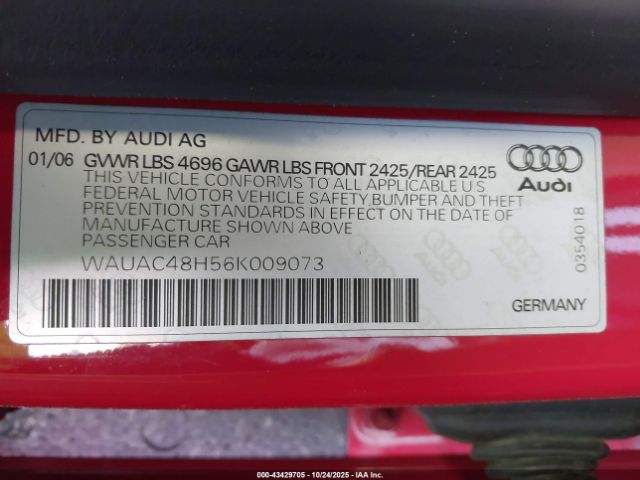 MFD. BY AUDI AG
01/06 GVWR LBS 4696 GAWR LBS FRONT 2425/REAR 2425
THIS VEHICLE CONFORMS TO ALL APPLICABLE U.S.
FEDERAL MOTOR VEHICLE SAFETY,BUMPER AND THEFT
PREVENTION STANDARDS IN EFFECT ON THE DATE OF
MANUFACTURE SHOWN ABOVE
PASSENGER CAR
WAUAC48H56K009073
Audi
0354018
GERMANY
000-43429705 - 10/24/2025 - IAA Inc.